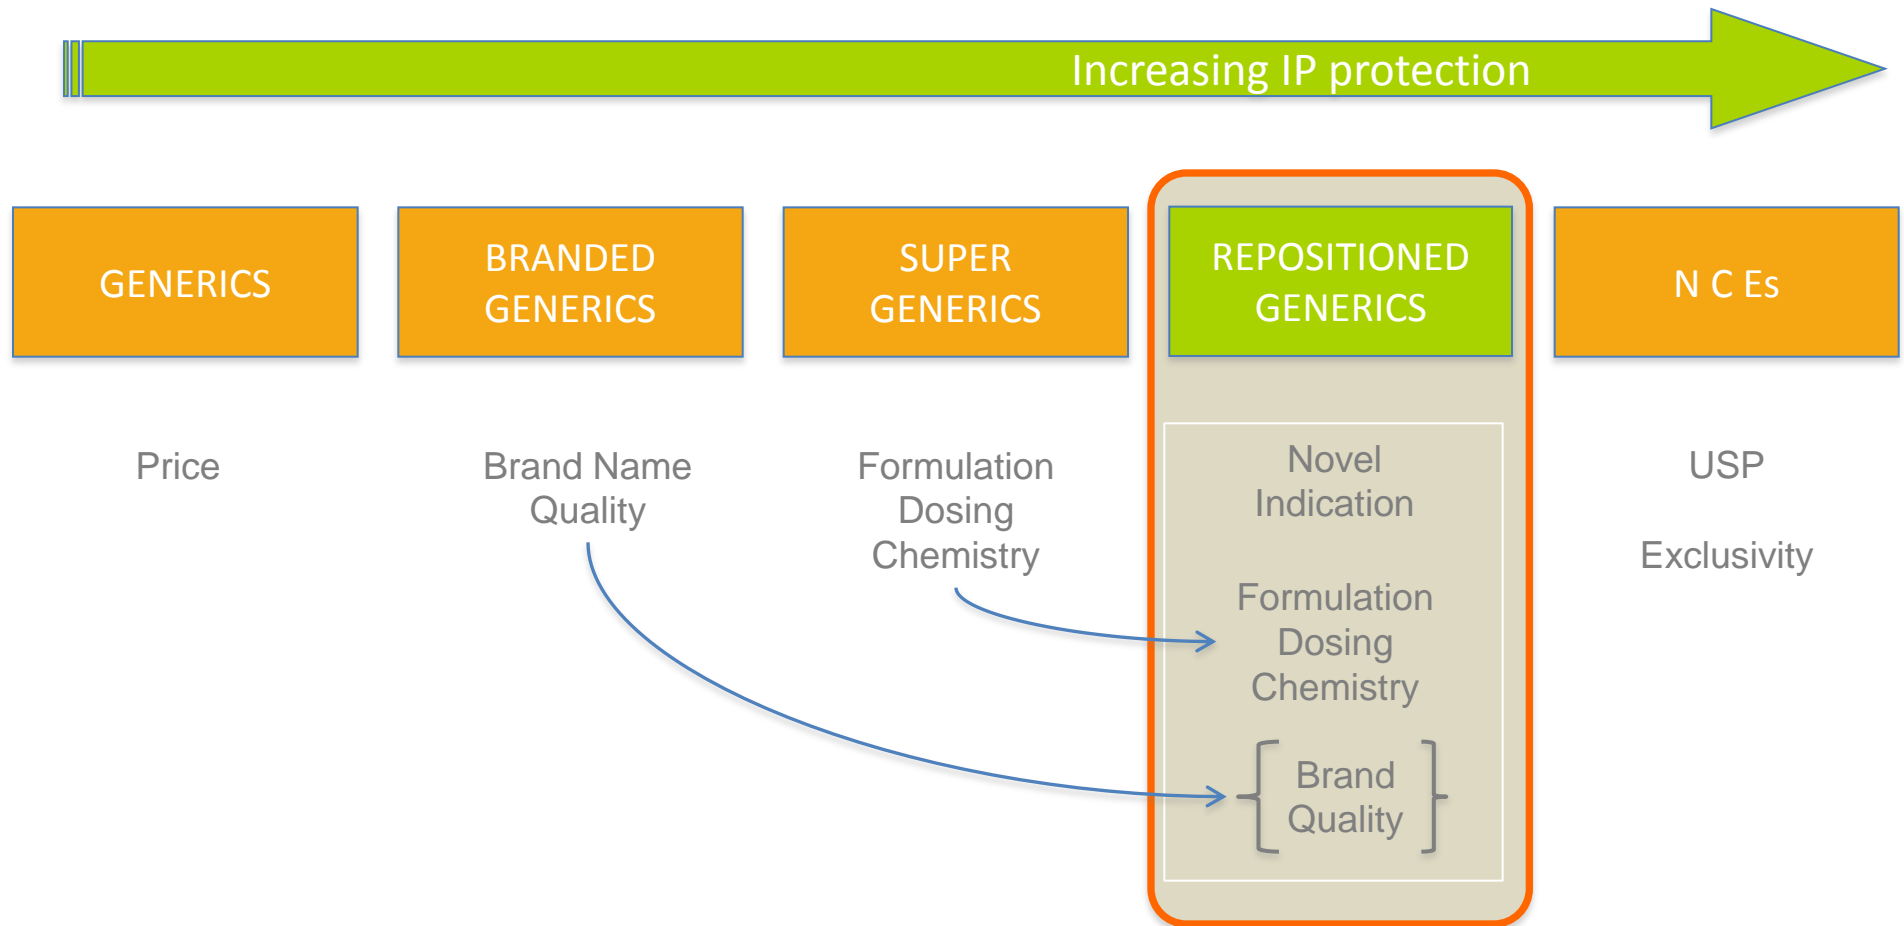 Increasing IP protection
GENERICS
BRANDED
GENERICS
SUPER
GENERICS
REPOSITIONED
GENERICS
N C Es
Price
Brand Name
Quality
Formulation
Dosing
Chemistry
Novel
Indication
Formulation
Dosing
Chemistry
Brand
Quality
USP
Exclusivity